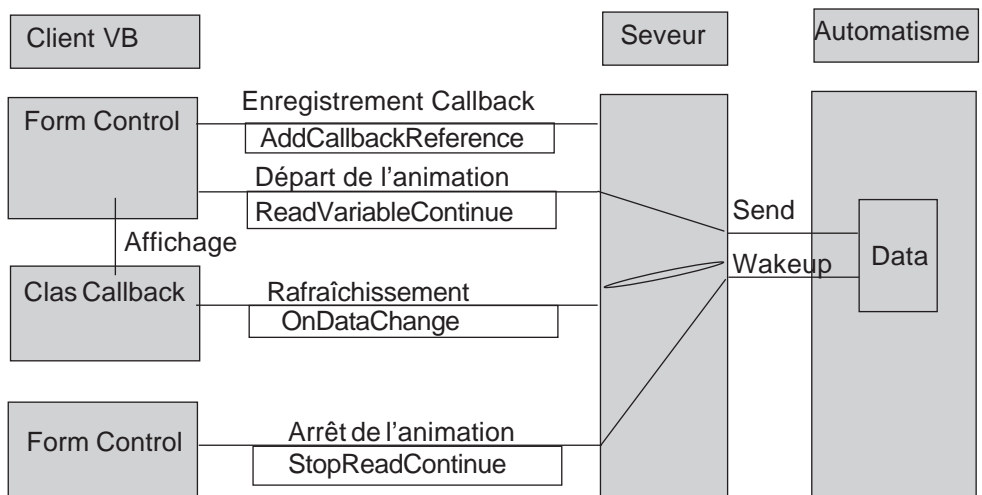 Client VB
Seveur
Automatisme
Form Control
Enregistrement Callback
AddCallbackReference
Départ de l'animation
ReadVariableContinue
Send
Affichage
Wakeup
Data
Clas Callback
Rafraîchissement
OnDataChange
Form Control
Arrêt de l'animation
StopReadContinue